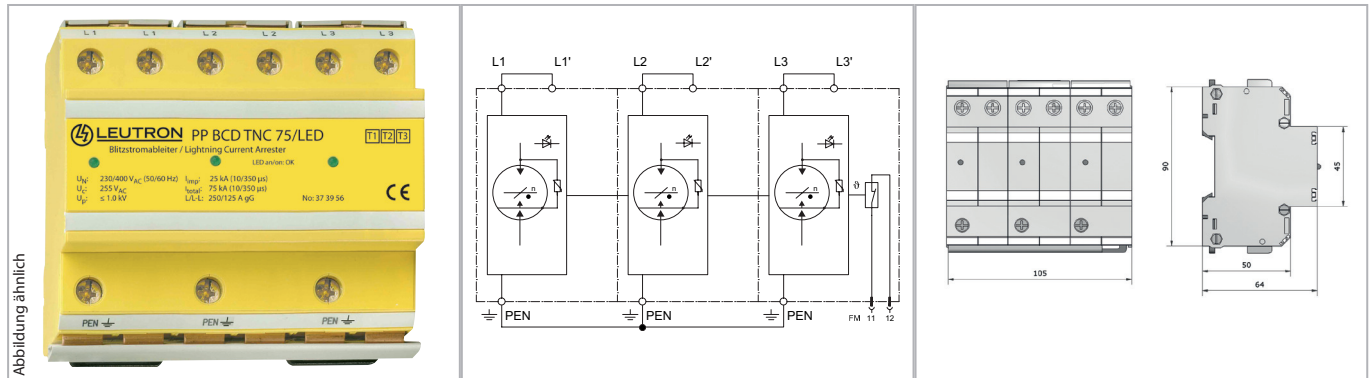 Abbildung ähnlich
L1 L1 L2 L2 L3 L3
LEUTRON PP BCD TNC 75/LED T1 T2 T3
Blitzstromableiter / Lightning Current Arrester
LED an/on: OK
UN: 230/400 VAC (50/60 Hz) Iimp: 25 kA (10/350 µs)
UC: 255 VAC Itotal: 75 kA (10/350 µs)
Up: ≤ 1.0 kV L/L-L: 250/125 A gG No: 37 39 56
CE
PEN PEN PEN
L1 L1' L2 L2' L3 L3'
n n n ϑ
PEN PEN PEN FM 11 12
90
45
105
50
64